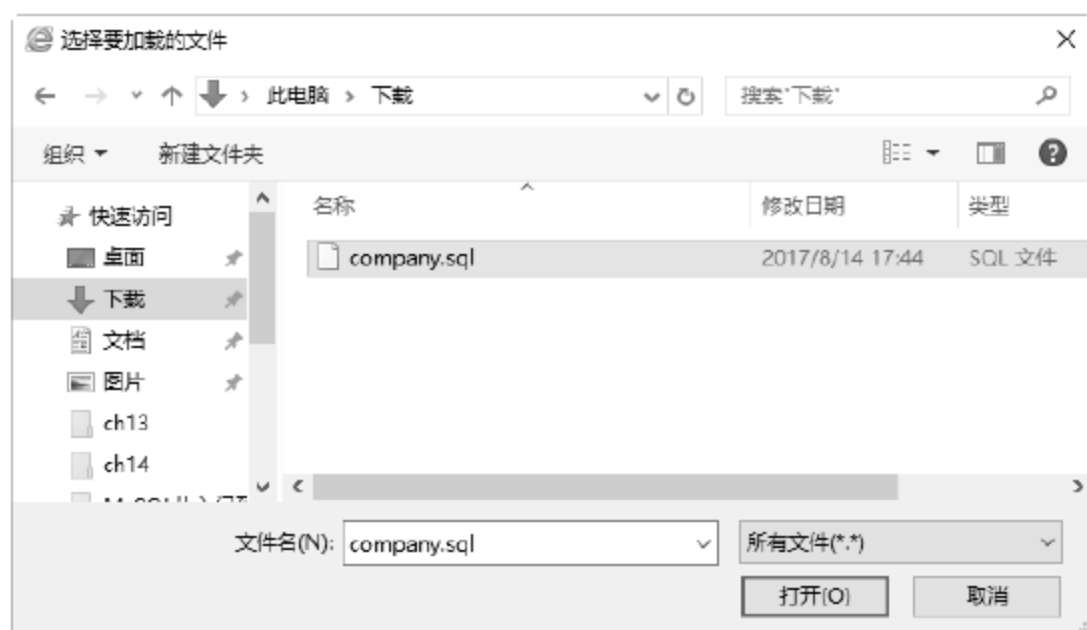 选择要加载的文件
此电脑 > 下载
搜索"下载"
组织
新建文件夹
名称
修改日期
类型
快速访问
company.sql
2017/8/14 17:44
SQL 文件
桌面
下载
文档
图片
ch13
ch14
文件名(N):
company.sql
所有文件(*.*)
打开(O)
取消